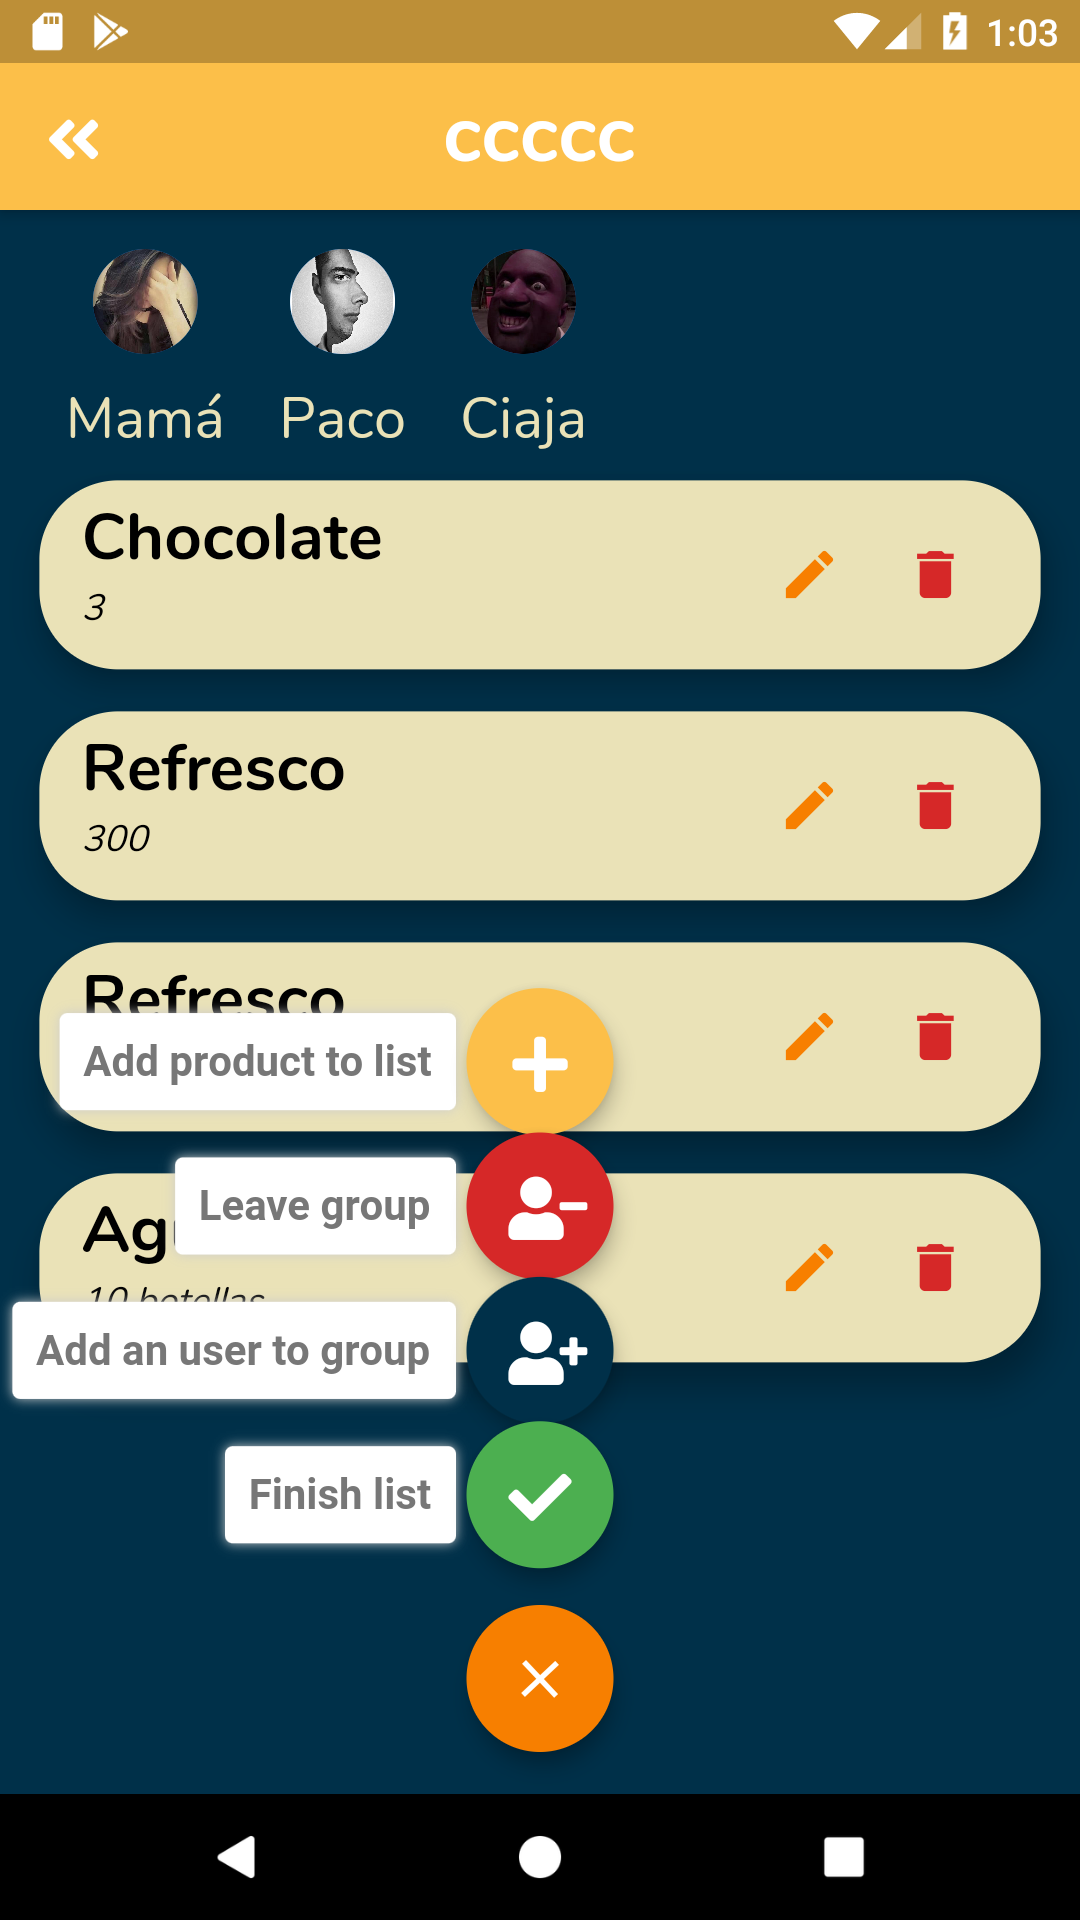 1:03
ccccc
Mamá Paco Ciaja
Chocolate
3
Refresco
300
Refresco
Add product to list
Leave group
10 botellas
Add an user to group
Finish list